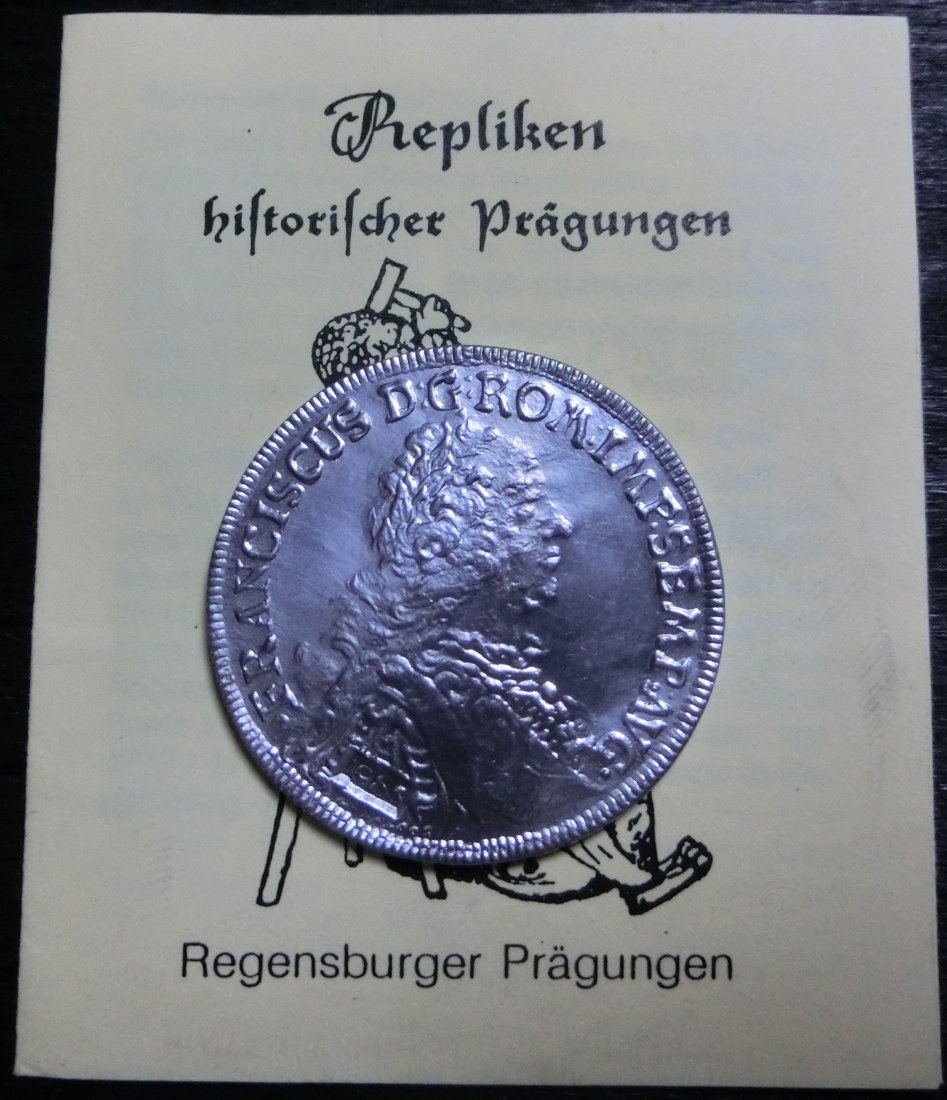 Repliken
hiſtoriſcher Prägungen
FRANCISCUS D·G·ROM·IMP·SEMP·AVG·
Regensburger Prägungen